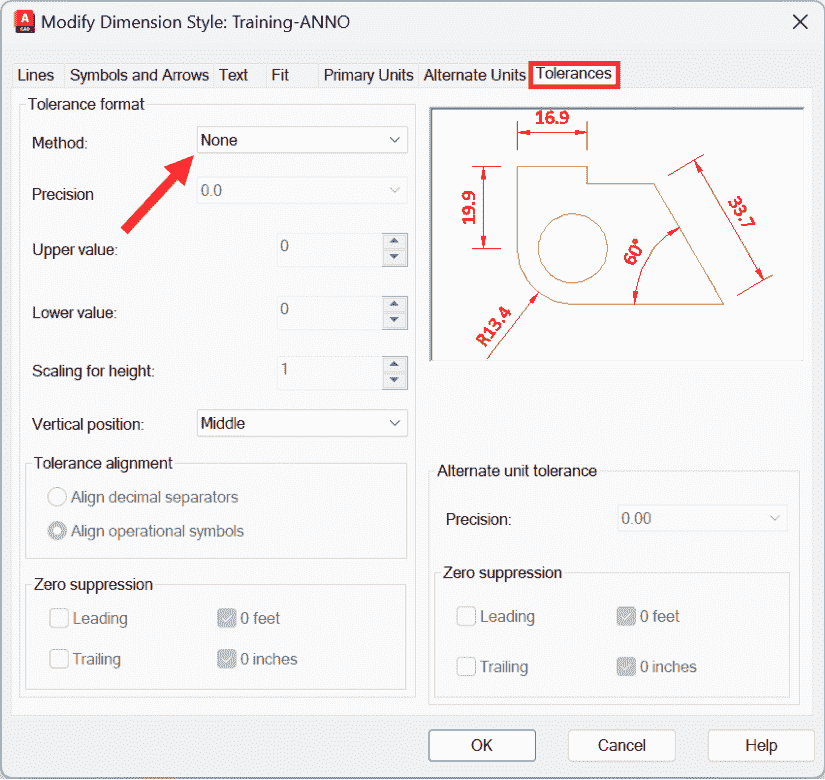 A
CAD
Modify Dimension Style: Training-ANNO
Lines Symbols and Arrows Text Fit Primary Units Alternate Units Tolerances
Tolerance format
Method: None
Precision 0.0
Upper value: 0
Lower value: 0
Scaling for height: 1
Vertical position: Middle
Tolerance alignment
Align decimal separators
Align operational symbols
Zero suppression
Leading 0 feet
Trailing 0 inches
16.9
19.9
33.7
60°
R13.4
Alternate unit tolerance
Precision: 0.00
Zero suppression
Leading 0 feet
Trailing 0 inches
OK Cancel Help